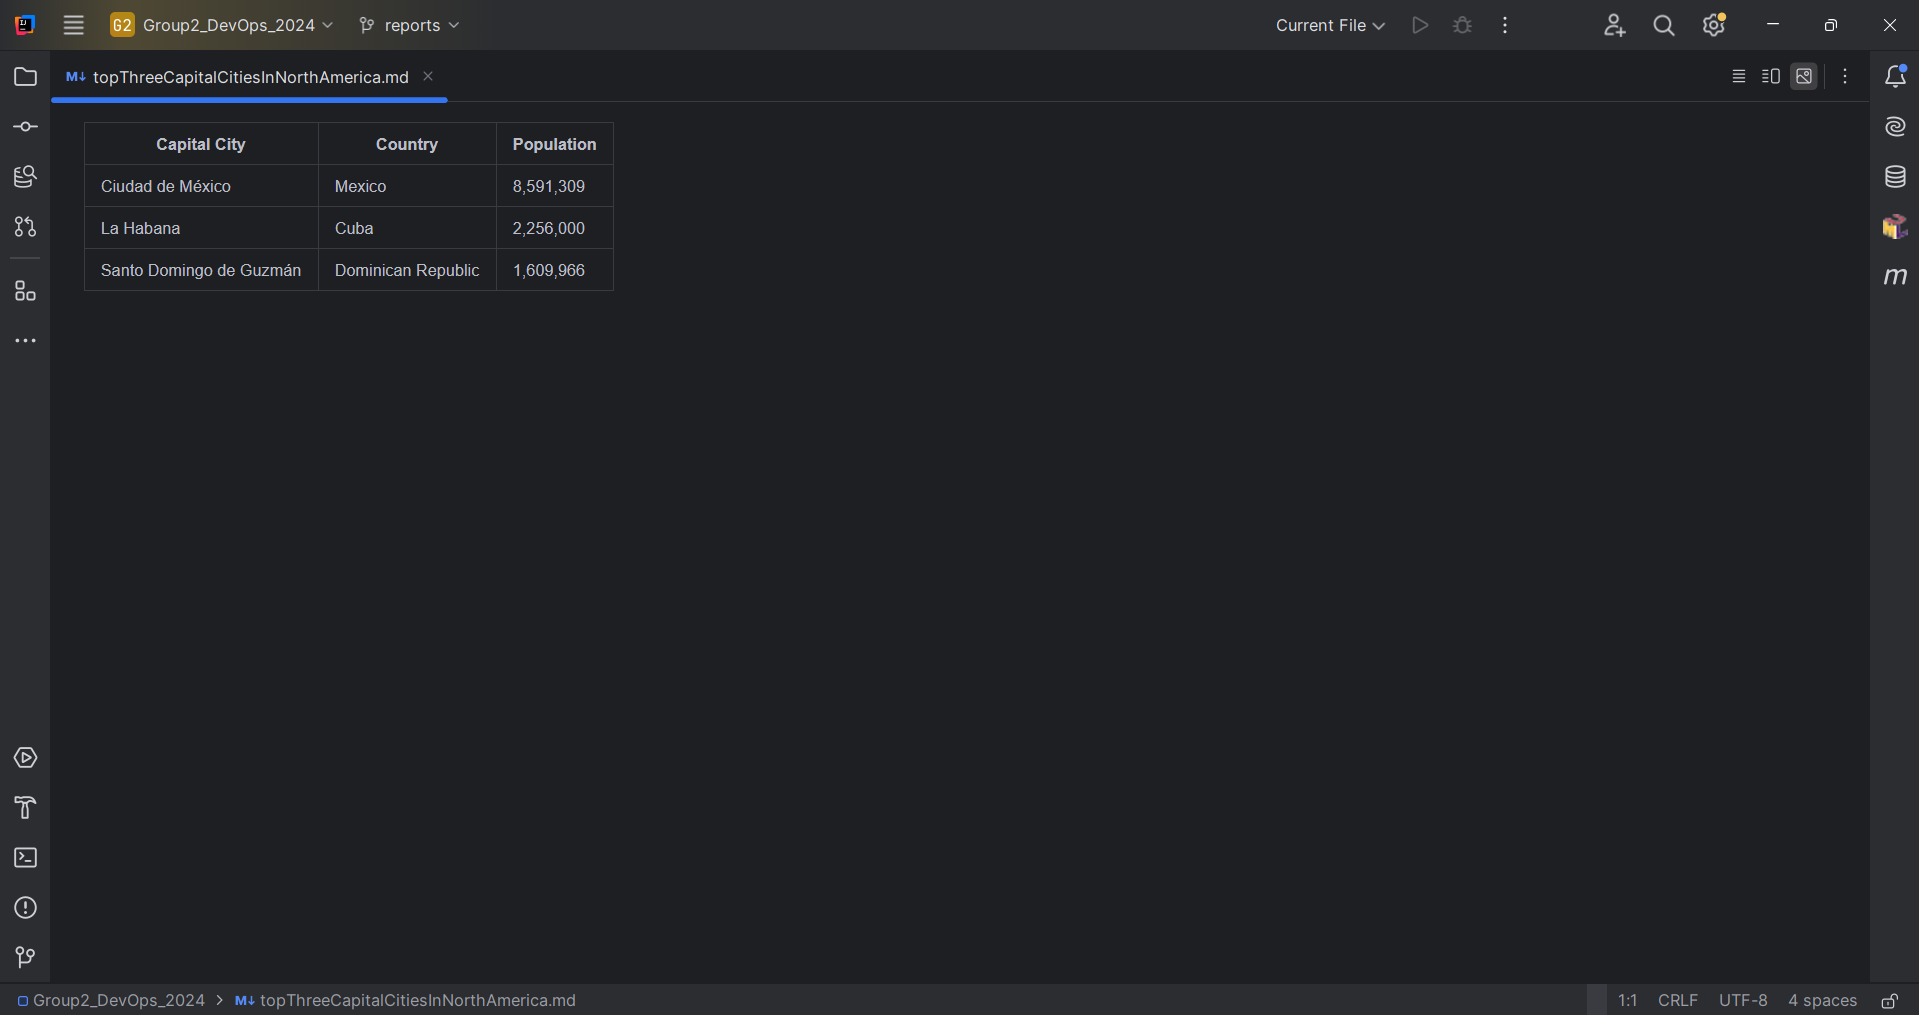 G2 Group2_DevOps_2024 reports Current File
M↓ topThreeCapitalCitiesInNorthAmerica.md
Capital City Country Population
Ciudad de México Mexico 8,591,309
La Habana Cuba 2,256,000
Santo Domingo de Guzmán Dominican Republic 1,609,966
m
Group2_DevOps_2024 > M↓ topThreeCapitalCitiesInNorthAmerica.md 1:1 CRLF UTF-8 4 spaces